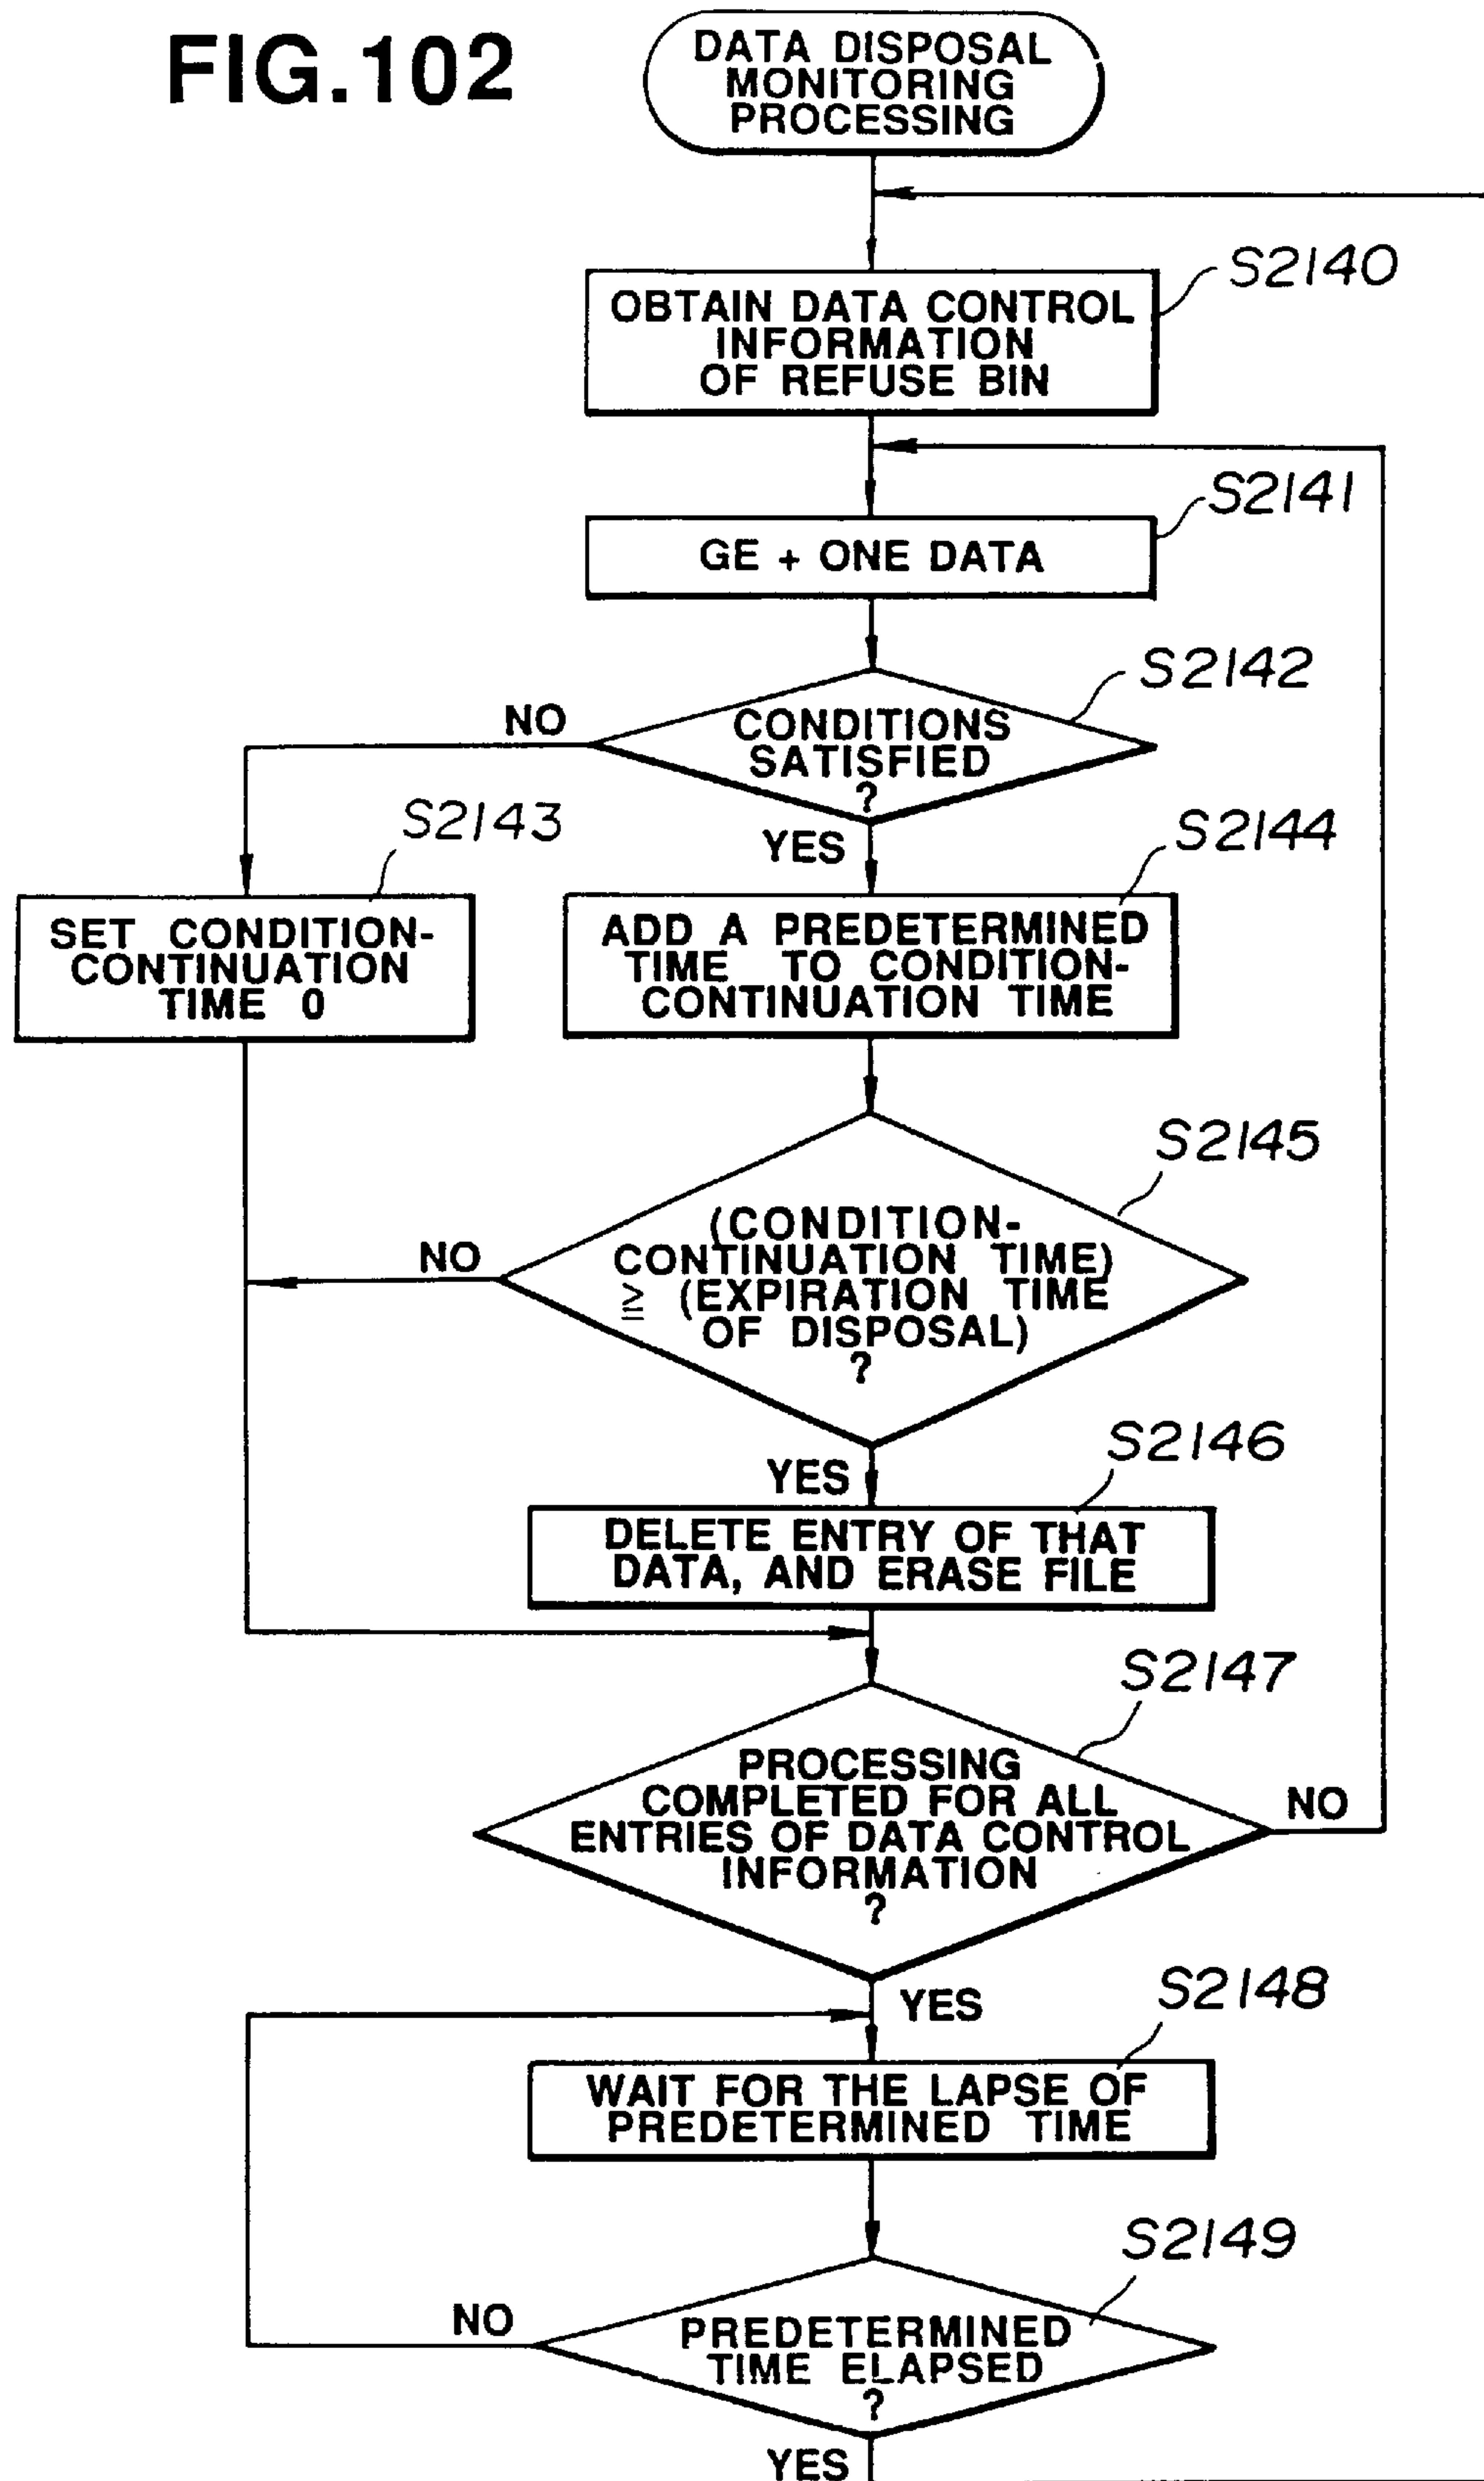 FIG.102
DATA DISPOSAL
MONITORING
PROCESSING
S2140
OBTAIN DATA CONTROL
INFORMATION
OF REFUSE BIN
S2141
GE + ONE DATA
S2142
NO
CONDITIONS
SATISFIED
?
YES
S2143
SET CONDITION-
CONTINUATION
TIME 0
S2144
ADD A PREDETERMINED
TIME TO CONDITION-
CONTINUATION TIME
S2145
NO
(CONDITION-
CONTINUATION TIME)
≧ (EXPIRATION TIME
OF DISPOSAL)
?
YES
S2146
DELETE ENTRY OF THAT
DATA, AND ERASE FILE
S2147
PROCESSING
COMPLETED FOR ALL
ENTRIES OF DATA CONTROL
INFORMATION
?
NO
YES
S2148
WAIT FOR THE LAPSE OF
PREDETERMINED TIME
S2149
NO
PREDETERMINED
TIME ELAPSED
?
YES